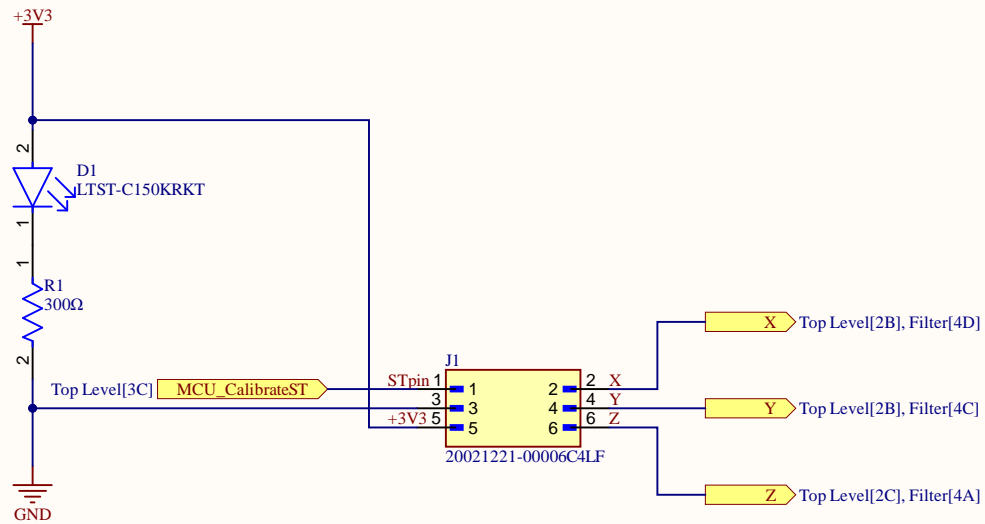 +3V3
2
D1
LTST-C150KRKT
1
1
R1
300Ω
2
GND
Top Level[3C]
MCU_CalibrateST
J1
STpin 1
1
2
2 X
3
3
4
4 Y
+3V3 5
5
6
6 Z
20021221-00006C4LF
X
Top Level[2B], Filter[4D]
Y
Top Level[2B], Filter[4C]
Z
Top Level[2C], Filter[4A]